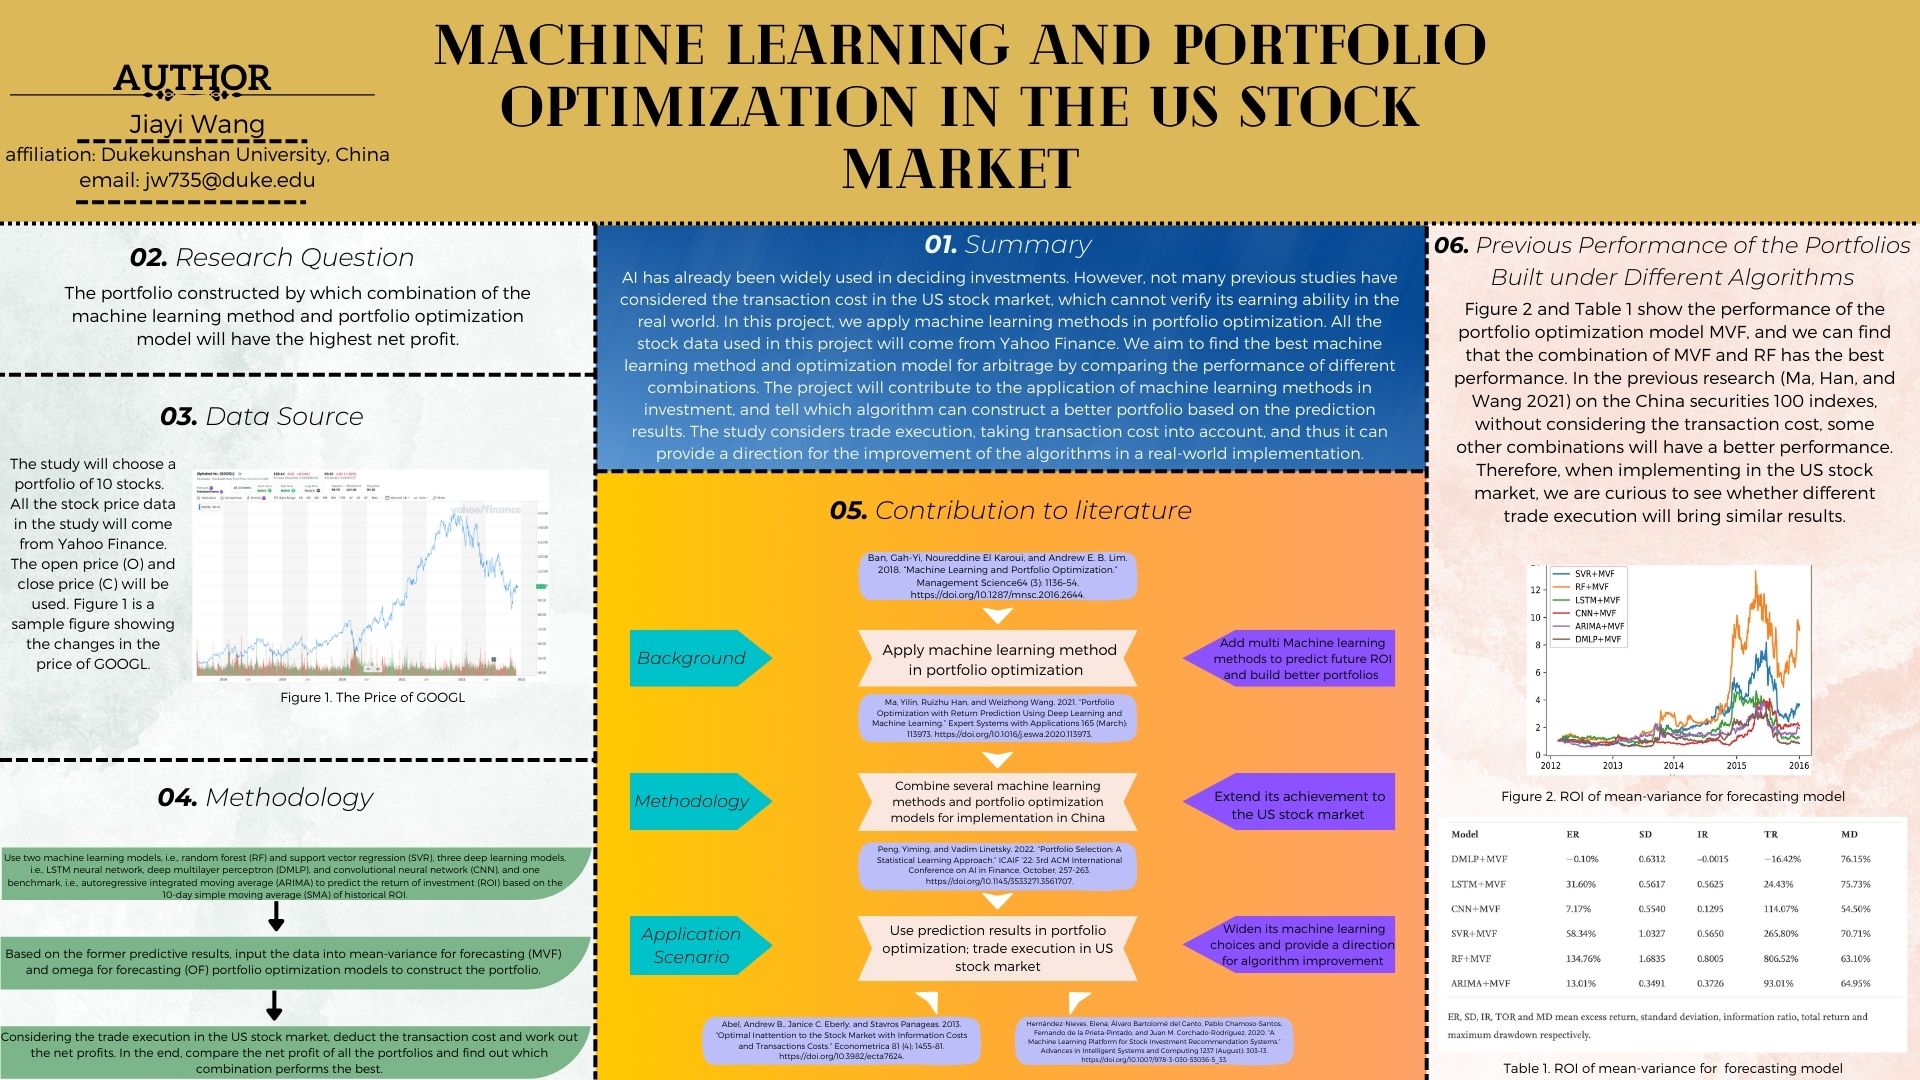 MACHINE LEARNING AND PORTFOLIO
OPTIMIZATION IN THE US STOCK
MARKET
AUTHOR
Jiayi Wang
affiliation: Dukekunshan University, China
email: jw735@duke.edu
02. Research Question
The portfolio constructed by which combination of the
machine learning method and portfolio optimization
model will have the highest net profit.
03. Data Source
The study will choose a
portfolio of 10 stocks.
All the stock price data
in the study will come
from Yahoo Finance.
The open price (O) and
close price (C) will be
used. Figure 1 is a
sample figure showing
the changes in the
price of GOOGL.
yahoo!finance
Figure 1. The Price of GOOGL
04. Methodology
Use two machine learning models, i.e., random forest (RF) and support vector regression (SVR), three deep learning models,
i.e., LSTM neural network, deep multilayer perceptron (DMLP), and convolutional neural network (CNN), and one
benchmark, i.e., autoregressive integrated moving average (ARIMA) to predict the return of investment (ROI) based on the
10-day simple moving average (SMA) of historical ROI.
Based on the former predictive results, input the data into mean-variance for forecasting (MVF)
and omega for forecasting (OF) portfolio optimization models to construct the portfolio.
Considering the trade execution in the US stock market, deduct the transaction cost and work out
the net profits. In the end, compare the net profit of all the portfolios and find out which
combination performs the best.
01. Summary
AI has already been widely used in deciding investments. However, not many previous studies have
considered the transaction cost in the US stock market, which cannot verify its earning ability in the
real world. In this project, we apply machine learning methods in portfolio optimization. All the
stock data used in this project will come from Yahoo Finance. We aim to find the best machine
learning method and optimization model for arbitrage by comparing the performance of different
combinations. The project will contribute to the application of machine learning methods in
investment, and tell which algorithm can construct a better portfolio based on the prediction
results. The study considers trade execution, taking transaction cost into account, and thus it can
provide a direction for the improvement of the algorithms in a real-world implementation.
05. Contribution to literature
Ban, Gah-Yi, Noureddine El Karoui, and Andrew E. B. Lim.
2018. "Machine Learning and Portfolio Optimization."
Management Science64 (3): 1136–54.
https://doi.org/10.1287/mnsc.2016.2644.
Background
Apply machine learning method
in portfolio optimization
Add multi Machine learning
methods to predict future ROI
and build better portfolios
Ma, Yilin, Ruizhu Han, and Weizhong Wang. 2021. "Portfolio
Optimization with Return Prediction Using Deep Learning and
Machine Learning." Expert Systems with Applications 165 (March):
113973. https://doi.org/10.1016/j.eswa.2020.113973.
Methodology
Combine several machine learning
methods and portfolio optimization
models for implementation in China
Extend its achievement to
the US stock market
Peng, Yiming, and Vadim Linetsky. 2022. "Portfolio Selection: A
Statistical Learning Approach." ICAIF '22: 3rd ACM International
Conference on AI in Finance, October, 257-263.
https://doi.org/10.1145/3533271.3561707.
Application
Scenario
Use prediction results in portfolio
optimization; trade execution in US
stock market
Widen its machine learning
choices and provide a direction
for algorithm improvement
Abel, Andrew B., Janice C. Eberly, and Stavros Panageas. 2013.
"Optimal Inattention to the Stock Market with Information Costs
and Transactions Costs." Econometrica 81 (4): 1455–81.
https://doi.org/10.3982/ecta7624.
Hernández-Nieves, Elena, Álvaro Bartolomé del Canto, Pablo Chamoso-Santos,
Fernando de la Prieta-Pintado, and Juan M. Corchado-Rodríguez. 2020. "A
Machine Learning Platform for Stock Investment Recommendation Systems."
Advances in Intelligent Systems and Computing 1237 (August): 303–13.
https://doi.org/10.1007/978-3-030-53036-5_33.
06. Previous Performance of the Portfolios
Built under Different Algorithms
Figure 2 and Table 1 show the performance of the
portfolio optimization model MVF, and we can find
that the combination of MVF and RF has the best
performance. In the previous research (Ma, Han, and
Wang 2021) on the China securities 100 indexes,
without considering the transaction cost, some
other combinations will have a better performance.
Therefore, when implementing in the US stock
market, we are curious to see whether different
trade execution will bring similar results.
SVR+MVF
RF+MVF
LSTM+MVF
CNN+MVF
ARIMA+MVF
DMLP+MVF
12
10
8
6
4
2
0
2012 2013 2014 2015 2016
Figure 2. ROI of mean-variance for forecasting model
Model ER SD IR TR MD
DMLP+MVF −0.10% 0.6312 −0.0015 −16.42% 76.15%
LSTM+MVF 31.60% 0.5617 0.5625 24.43% 75.73%
CNN+MVF 7.17% 0.5540 0.1295 114.07% 54.50%
SVR+MVF 58.34% 1.0327 0.5650 265.80% 70.71%
RF+MVF 134.76% 1.6835 0.8005 806.52% 63.10%
ARIMA+MVF 13.01% 0.3491 0.3726 93.01% 64.95%
ER, SD, IR, TOR and MD mean excess return, standard deviation, information ratio, total return and
maximum drawdown respectively.
Table 1. ROI of mean-variance for forecasting model